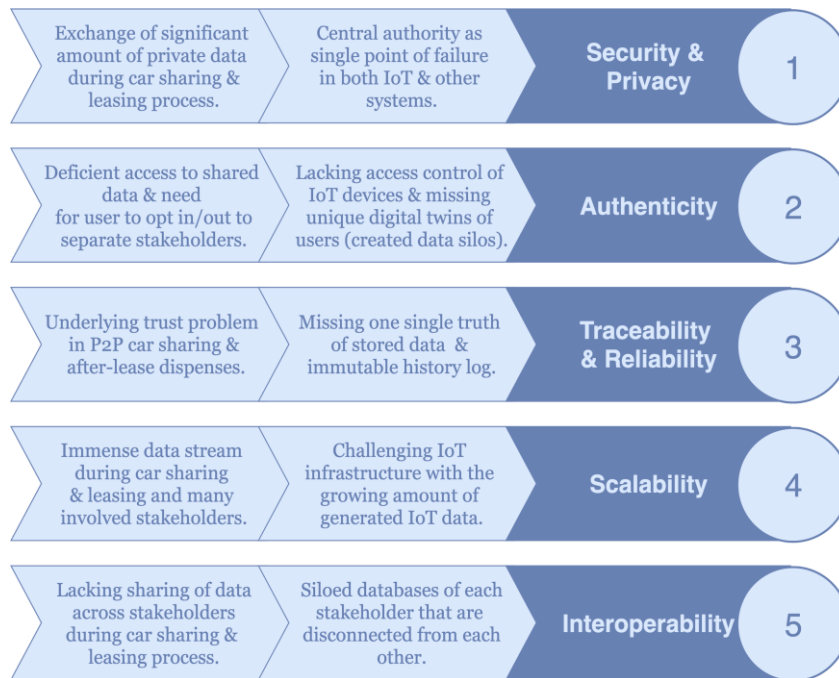 Exchange of significant
amount of private data
during car sharing &
leasing process.
Central authority as
single point of failure
in both IoT & other
systems.
Security &
Privacy
1
Deficient access to shared
data & need
for user to opt in/out to
separate stakeholders.
Lacking access control of
IoT devices & missing
unique digital twins of
users (created data silos).
Authenticity
2
Underlying trust problem
in P2P car sharing &
after-lease dispenses.
Missing one single truth
of stored data &
immutable history log.
Traceability
& Reliability
3
Immense data stream
during car sharing
& leasing and many
involved stakeholders.
Challenging IoT
infrastructure with the
growing amount of
generated IoT data.
Scalability
4
Lacking sharing of data
across stakeholders
during car sharing &
leasing process.
Siloed databases of each
stakeholder that are
disconnected from each
other.
Interoperability
5